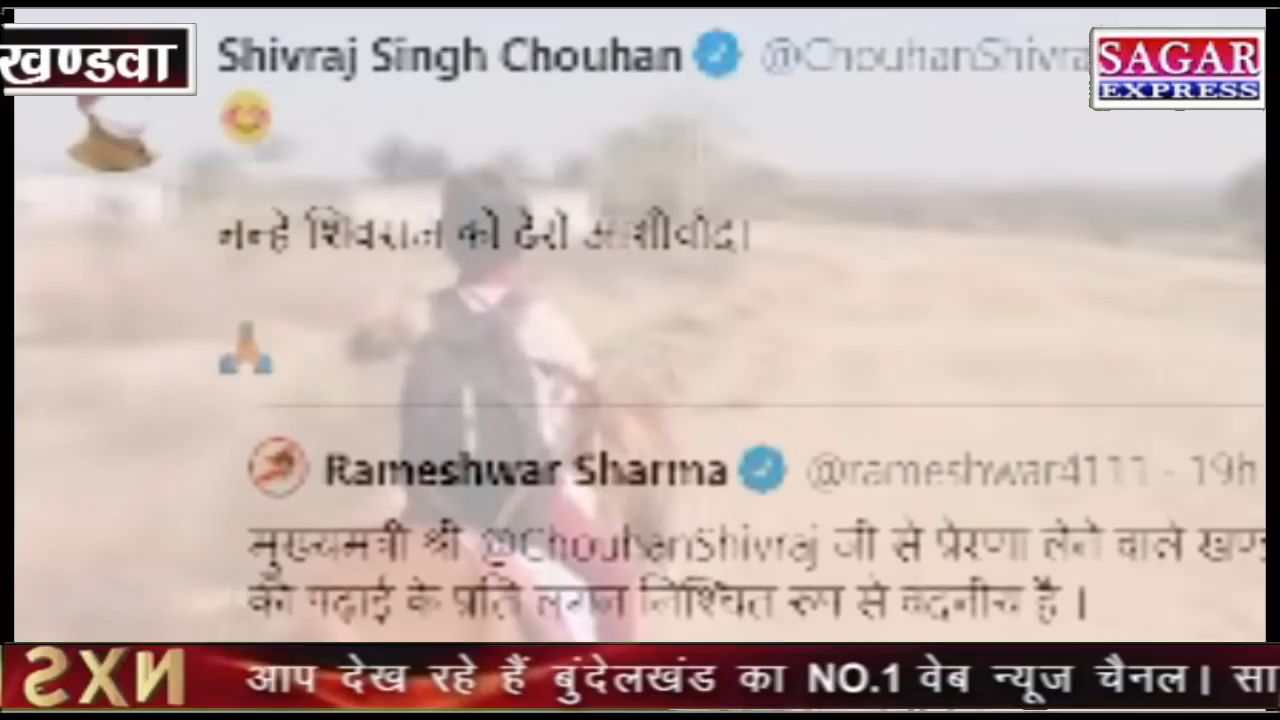 खण्डवा
Shivraj Singh Chouhan @ChouhanShivra
SAGAR
EXPRESS
नन्हे शिवराज को ढेरों आशीर्वाद।
Rameshwar Sharma @rameshwar4111 · 19h
मुख्यमंत्री श्री @ChouhanShivraj जी से प्रेरणा लेने वाले खण्ड
की पढ़ाई के प्रति लगन निश्चित रूप से वंदनीय है ।
SXN
आप देख रहे हैं बुंदेलखंड का NO.1 वेब न्यूज चैनल। सा